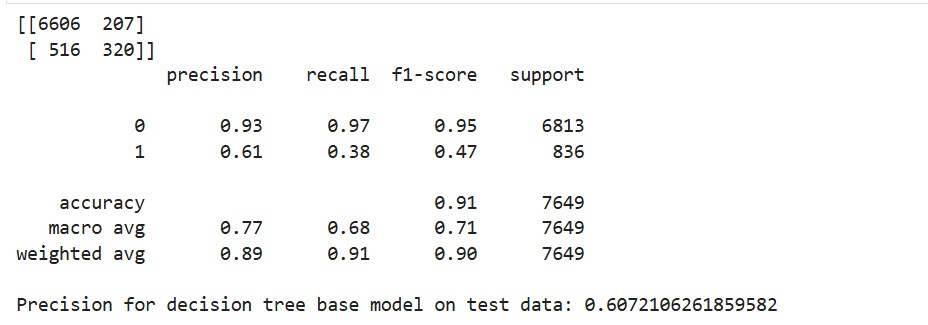 [[6606  207]
 [ 516  320]]
              precision    recall  f1-score   support

           0       0.93      0.97      0.95      6813
           1       0.61      0.38      0.47       836

    accuracy                           0.91      7649
   macro avg       0.77      0.68      0.71      7649
weighted avg       0.89      0.91      0.90      7649

Precision for decision tree base model on test data: 0.6072106261859582